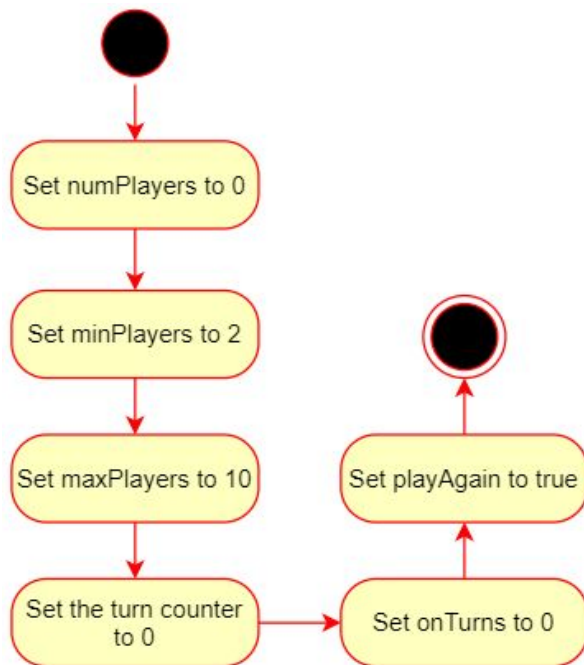 Set numPlayers to 0
Set minPlayers to 2
Set maxPlayers to 10
Set the turn counter
to 0
Set onTurns to 0
Set playAgain to true